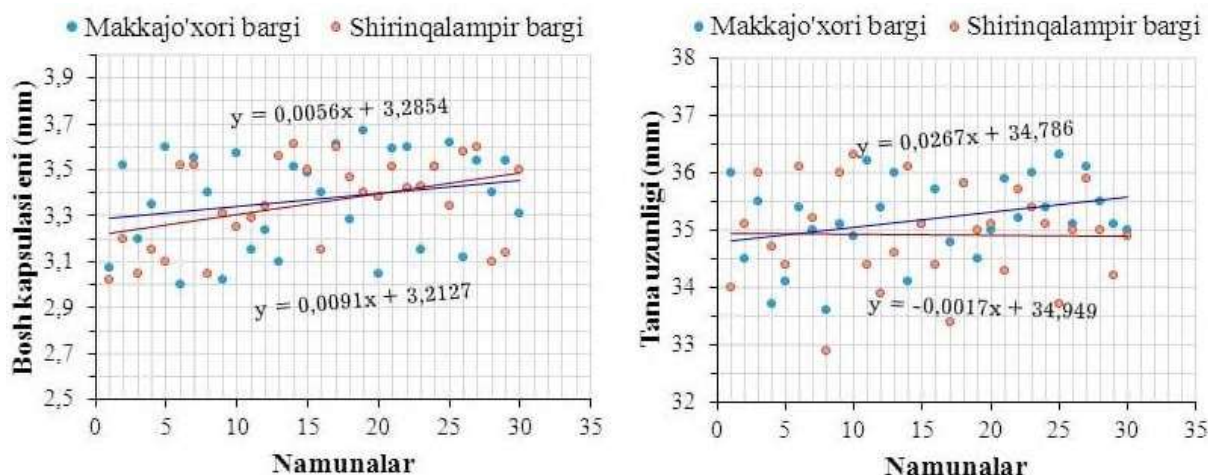 Makkajo'xori bargi Shirinqalampir bargi
Bosh kapsulasi eni (mm)
3,9
3,7
3,5
3,3
3,1
2,9
2,7
2,5
y = 0,0056x + 3,2854
y = 0,0091x + 3,2127
0 5 10 15 20 25 30 35
Namunalar
Makkajo'xori bargi Shirinqalampir bargi
Tana uzunligi (mm)
38
37
36
35
34
33
32
y = 0,0267x + 34,786
y = -0,0017x + 34,949
0 5 10 15 20 25 30 35
Namunalar